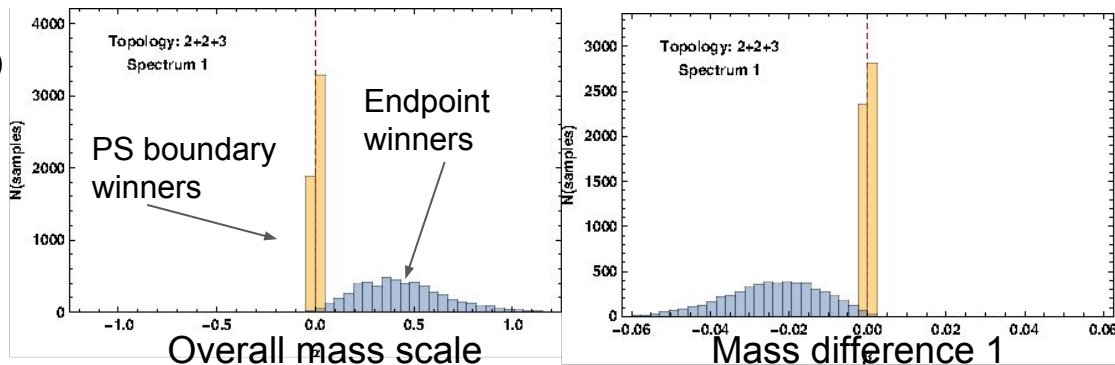 )
4000
3000
2000
1000
0
N(samples)
Topology: 2+2+3
Spectrum 1
PS boundary
winners
Endpoint
winners
−1.0 −0.5 0.0 0.5 1.0
Overall mass scale
3000
2500
2000
1500
1000
500
0
N(samples)
Topology: 2+2+3
Spectrum 1
−0.06 −0.04 −0.02 0.00 0.02 0.04 0.06
Mass difference 1